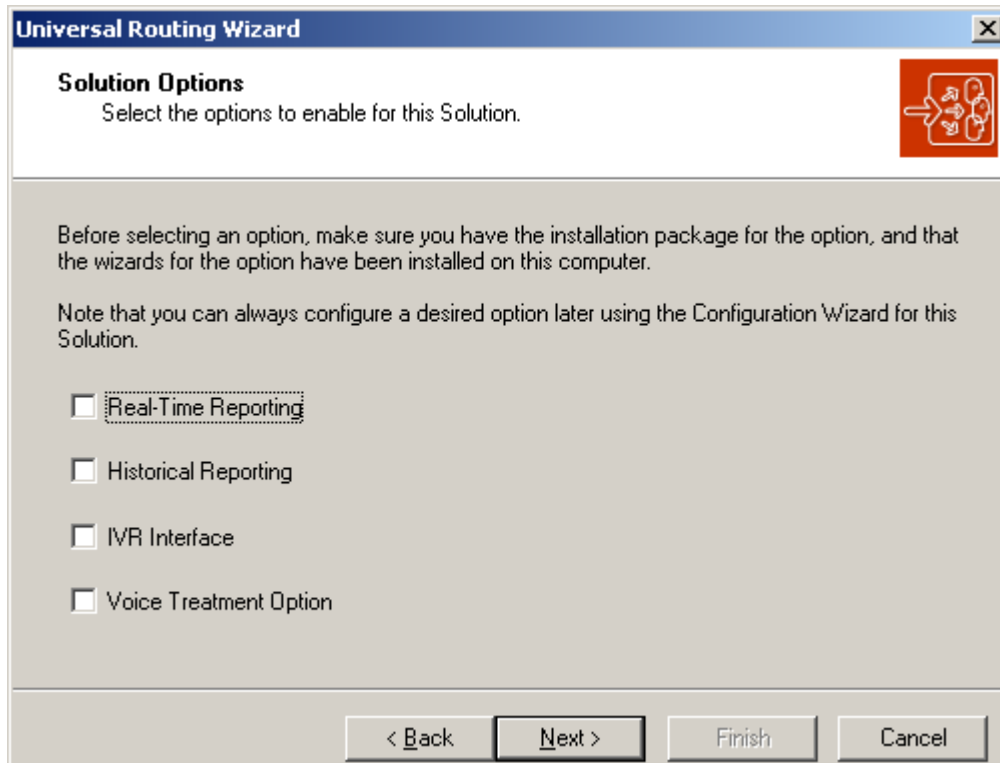 Universal Routing Wizard
Solution Options
Select the options to enable for this Solution.
Before selecting an option, make sure you have the installation package for the option, and that
the wizards for the option have been installed on this computer.
Note that you can always configure a desired option later using the Configuration Wizard for this
Solution.
Real-Time Reporting
Historical Reporting
IVR Interface
Voice Treatment Option
< Back Next > Finish Cancel